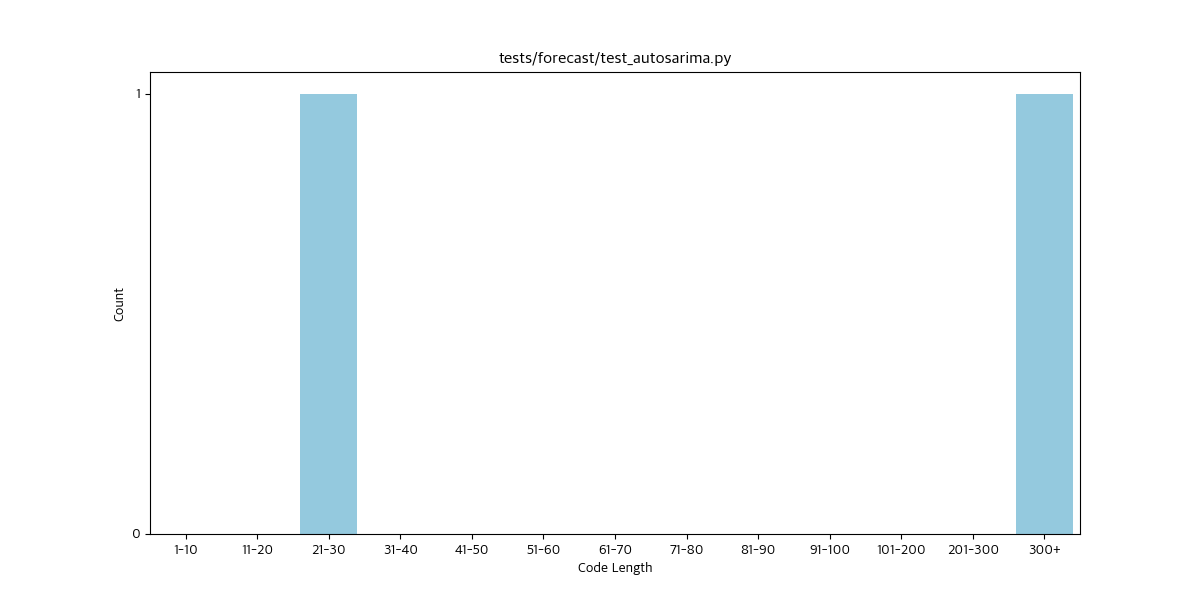 tests/forecast/test_autosarima.py
1
Count
0
1-10 11-20 21-30 31-40 41-50 51-60 61-70 71-80 81-90 91-100 101-200 201-300 300+
Code Length